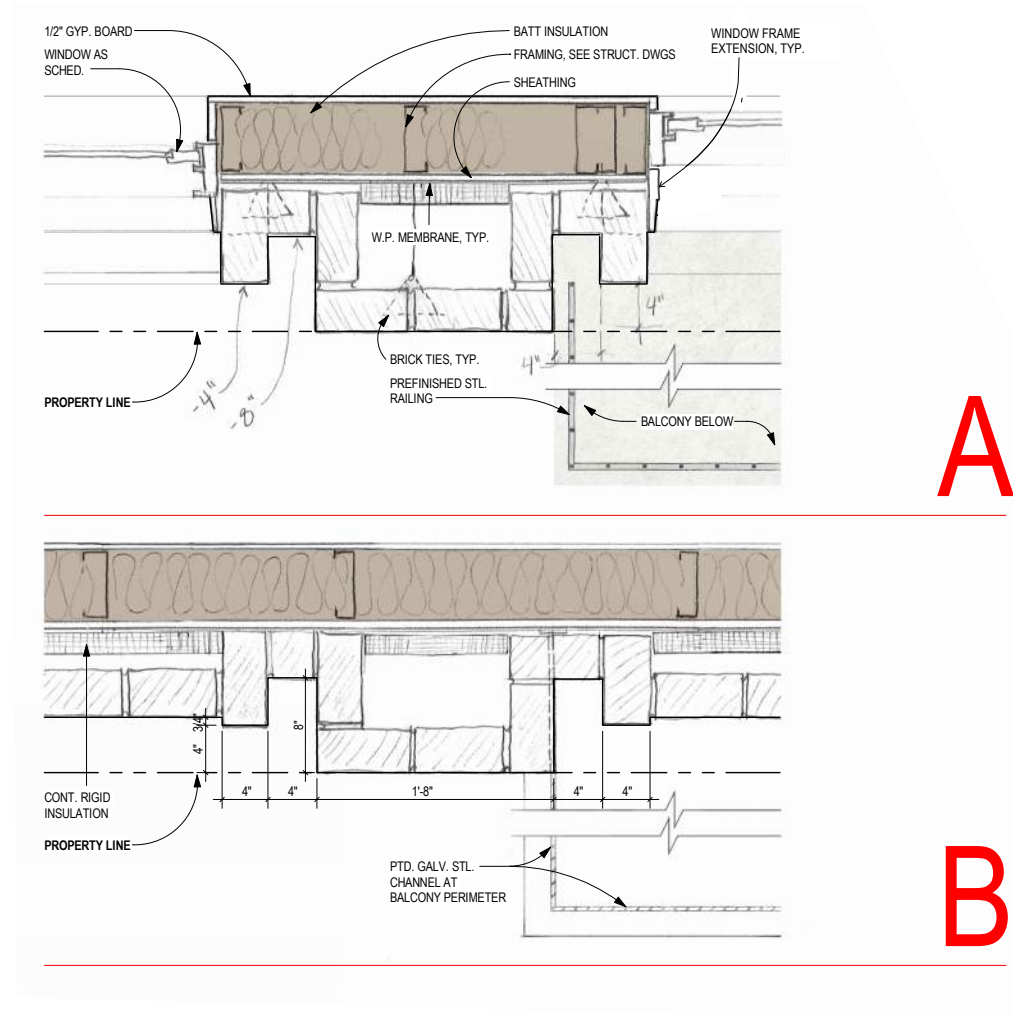 1/2" GYP. BOARD
WINDOW AS
SCHED.
BATT INSULATION
FRAMING, SEE STRUCT. DWGS
SHEATHING
WINDOW FRAME
EXTENSION, TYP.
W.P. MEMBRANE, TYP.
4"
BRICK TIES, TYP.
4"
PREFINISHED STL.
RAILING
PROPERTY LINE
-4"
-8"
BALCONY BELOW
A
3/4"
4"
8"
4"
4"
1'-8"
4"
4"
CONT. RIGID
INSULATION
PROPERTY LINE
PTD. GALV. STL.
CHANNEL AT
BALCONY PERIMETER
B